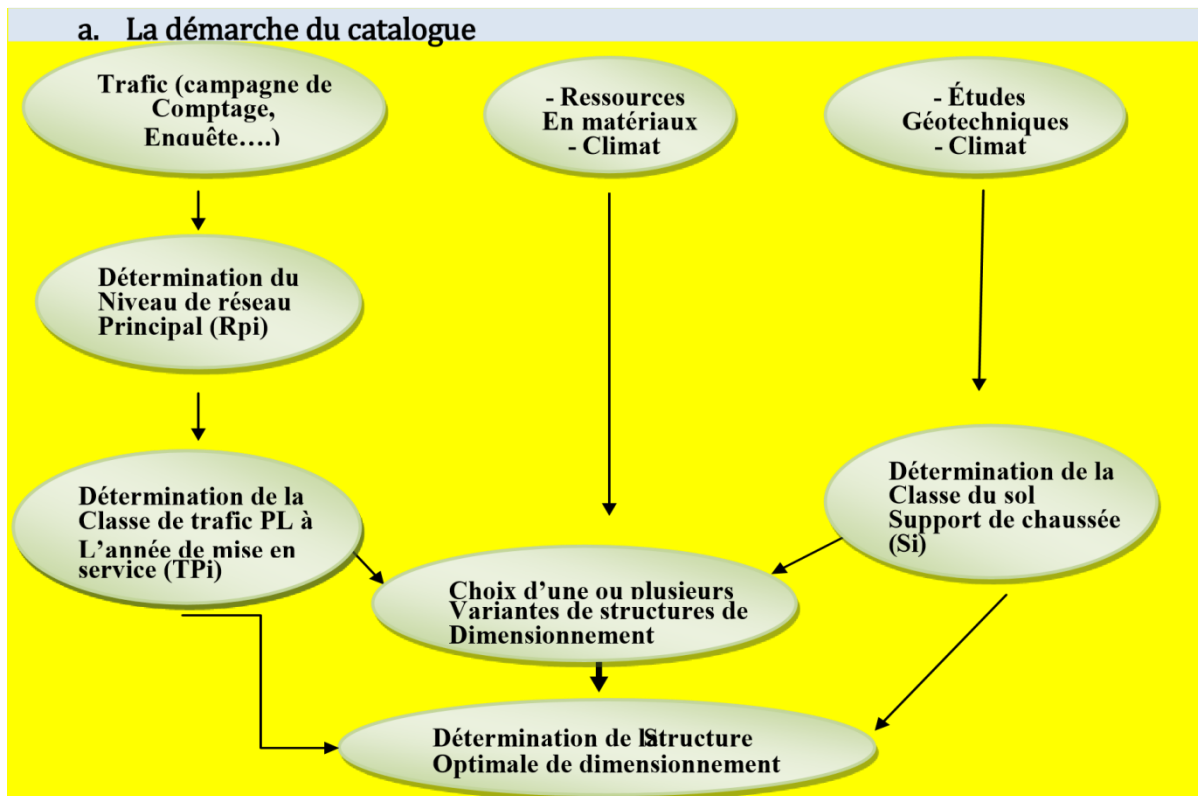 a. La démarche du catalogue
Trafic (campagne de
Comptage,
Enquête….)
- Ressources
En matériaux
- Climat
- Études
Géotechniques
- Climat
Détermination du
Niveau de réseau
Principal (Rpi)
Détermination de la
Classe de trafic PL à
L’année de mise en
service (TPi)
Détermination de la
Classe du sol
Support de chaussée
(Si)
Choix d’une ou plusieurs
Variantes de structures de
Dimensionnement
Détermination de la Structure
Optimale de dimensionnement